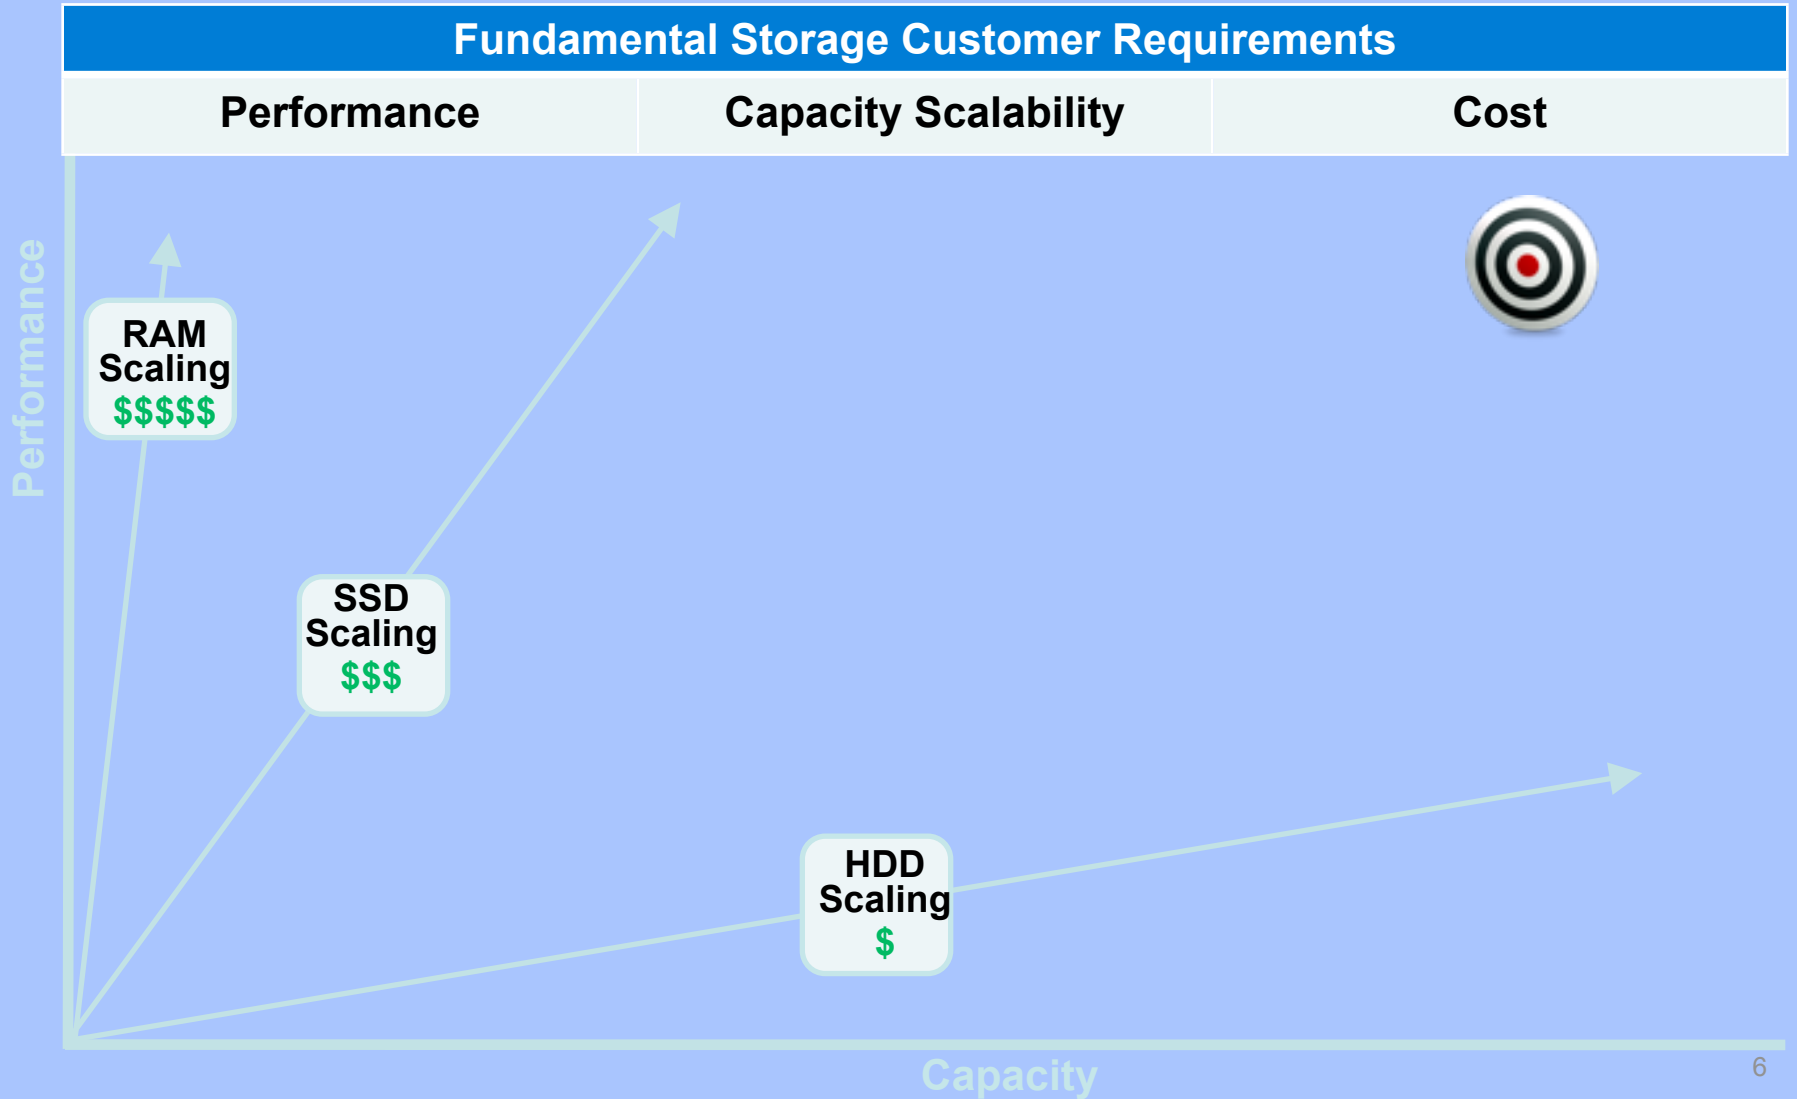 Fundamental Storage Customer Requirements
Performance
Capacity Scalability
Cost
Performance
RAM
Scaling
$$$$$
SSD
Scaling
$$$
HDD
Scaling
$
Capacity
6